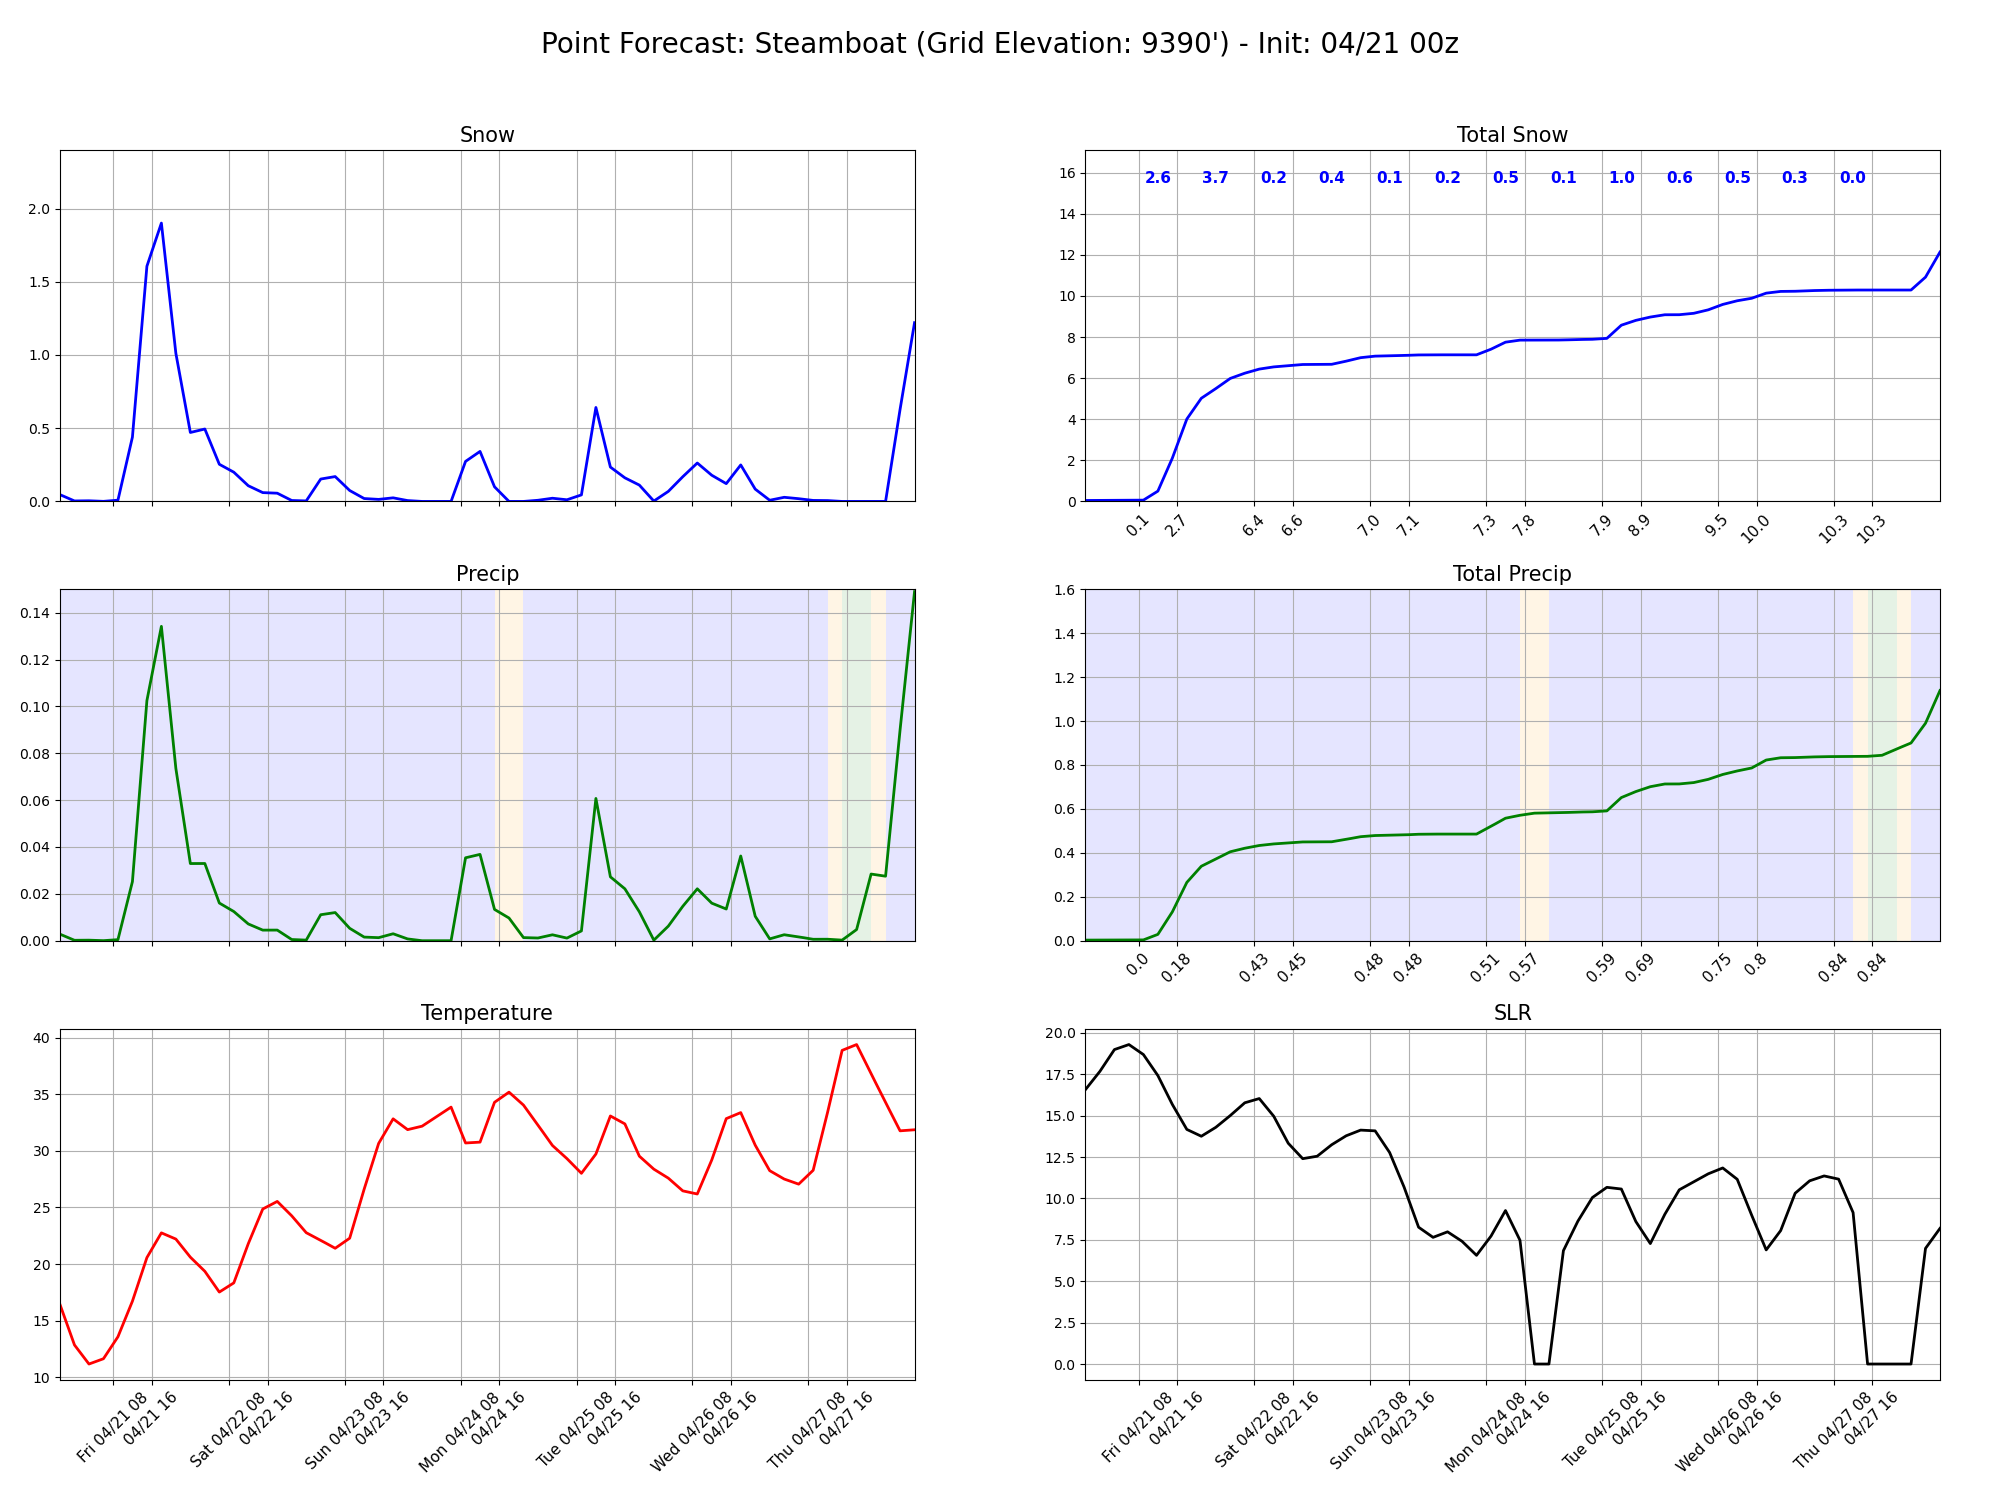 Point Forecast: Steamboat (Grid Elevation: 9390') - Init: 04/21 00z
Snow
2.0
1.5
1.0
0.5
0.0
Total Snow
2.6 3.7 0.2 0.4 0.1 0.2 0.5 0.1 1.0 0.6 0.5 0.3 0.0
16
14
12
10
8
6
4
2
0
0.1 2.7 6.4 6.6 7.0 7.1 7.3 7.8 7.9 8.9 9.5 10.0 10.3 10.3
Precip
0.14
0.12
0.10
0.08
0.06
0.04
0.02
0.00
Total Precip
1.6
1.4
1.2
1.0
0.8
0.6
0.4
0.2
0.0
0.0 0.18 0.43 0.45 0.48 0.48 0.51 0.57 0.59 0.69 0.75 0.8 0.84 0.84
Temperature
40
35
30
25
20
15
10
Fri 04/21 08
04/21 16
Sat 04/22 08
04/22 16
Sun 04/23 08
04/23 16
Mon 04/24 08
04/24 16
Tue 04/25 08
04/25 16
Wed 04/26 08
04/26 16
Thu 04/27 08
04/27 16
SLR
20.0
17.5
15.0
12.5
10.0
7.5
5.0
2.5
0.0
Fri 04/21 08
04/21 16
Sat 04/22 08
04/22 16
Sun 04/23 08
04/23 16
Mon 04/24 08
04/24 16
Tue 04/25 08
04/25 16
Wed 04/26 08
04/26 16
Thu 04/27 08
04/27 16